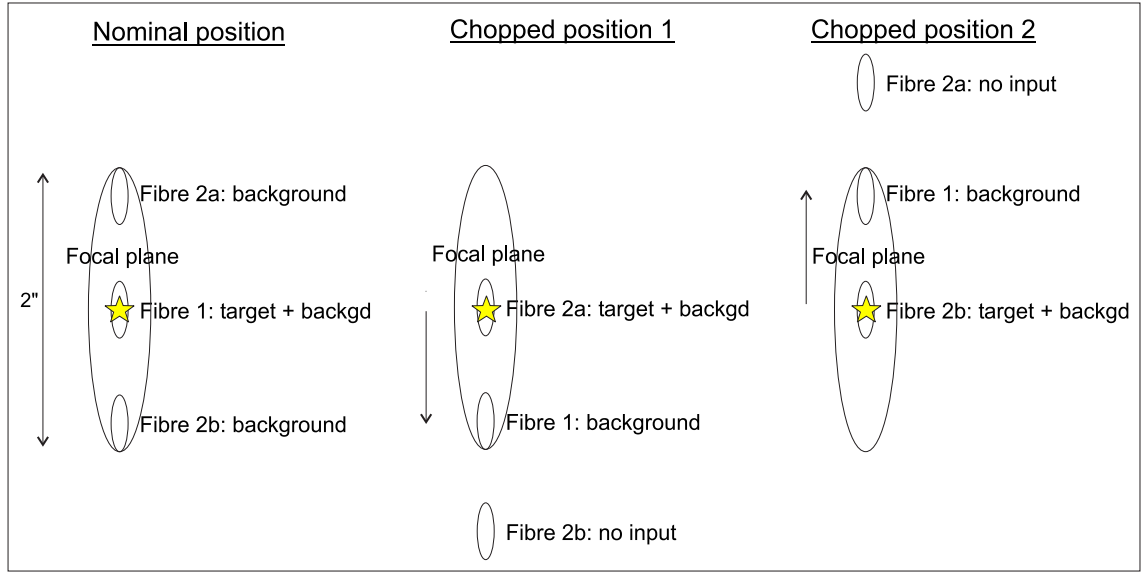 Nominal position
Fibre 2a: background
Focal plane
2"
Fibre 1: target + backgd
Fibre 2b: background
Chopped position 1
Focal plane
Fibre 2a: target + backgd
Fibre 1: background
Fibre 2b: no input
Chopped position 2
Fibre 2a: no input
Fibre 1: background
Focal plane
Fibre 2b: target + backgd